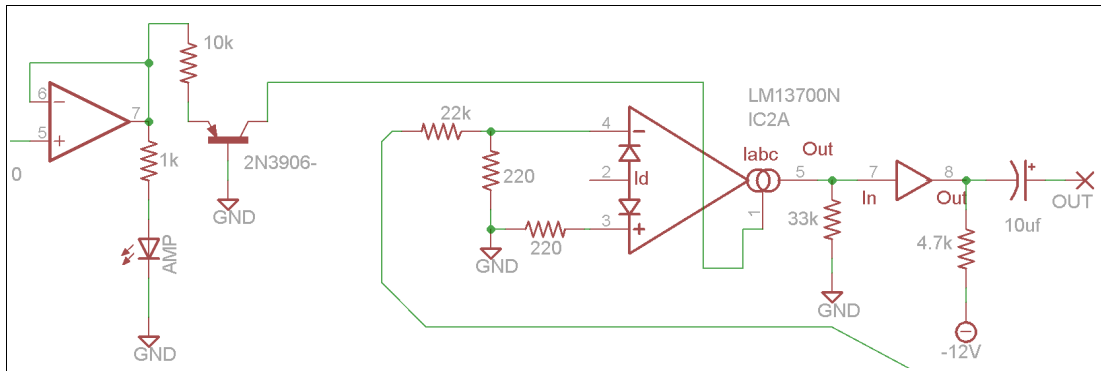 10k
6
7
5
0
1k
2N3906-
GND
AMP
GND
22k
220
220
GND
4
2
3
Id
LM13700N
IC2A
Iabc
Out
5
1
33k
GND
7
In
8
Out
4.7k
-12V
10uf
+
OUT